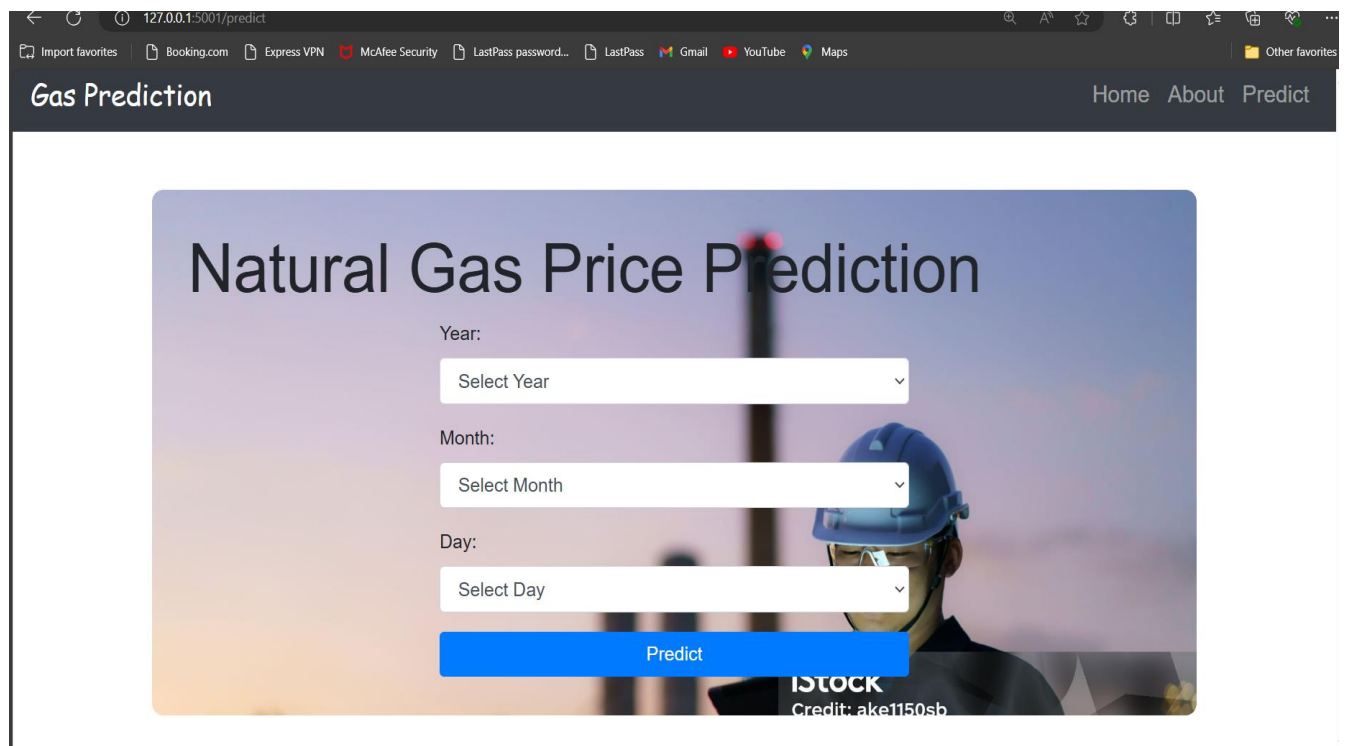 127.0.0.1:5001/predict
Import favorites Booking.com Express VPN McAfee Security LastPass password... LastPass Gmail YouTube Maps Other favorites
Gas Prediction Home About Predict
Natural Gas Price Prediction
Year:
Select Year
Month:
Select Month
Day:
Select Day
Predict
iStock
Credit: ake1150sb